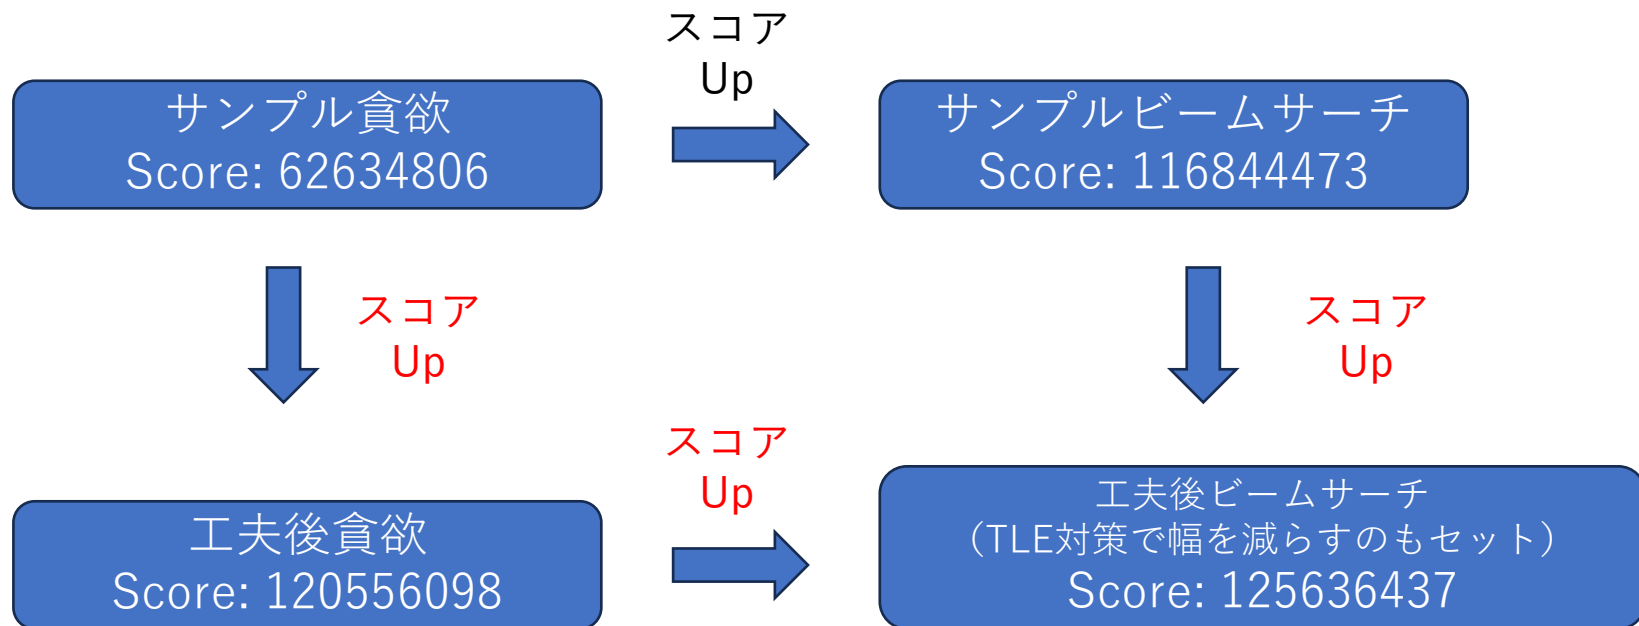 スコア
Up
サンプル貪欲
Score: 62634806
サンプルビームサーチ
Score: 116844473
スコア
Up
スコア
Up
スコア
Up
工夫後貪欲
Score: 120556098
工夫後ビームサーチ
（TLE対策で幅を減らすのもセット）
Score: 125636437